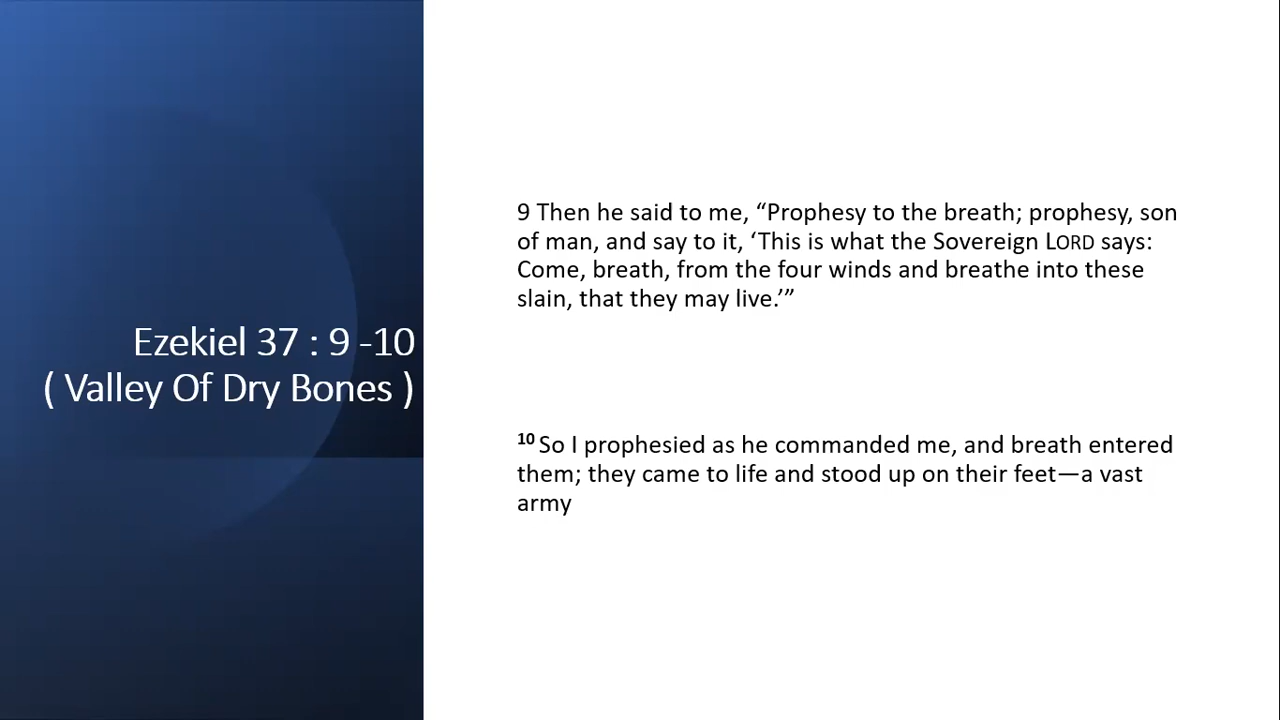 Ezekiel 37 : 9 -10
( Valley Of Dry Bones )
9 Then he said to me, “Prophesy to the breath; prophesy, son
of man, and say to it, ‘This is what the Sovereign LORD says:
Come, breath, from the four winds and breathe into these
slain, that they may live.’”
10 So I prophesied as he commanded me, and breath entered
them; they came to life and stood up on their feet—a vast
army